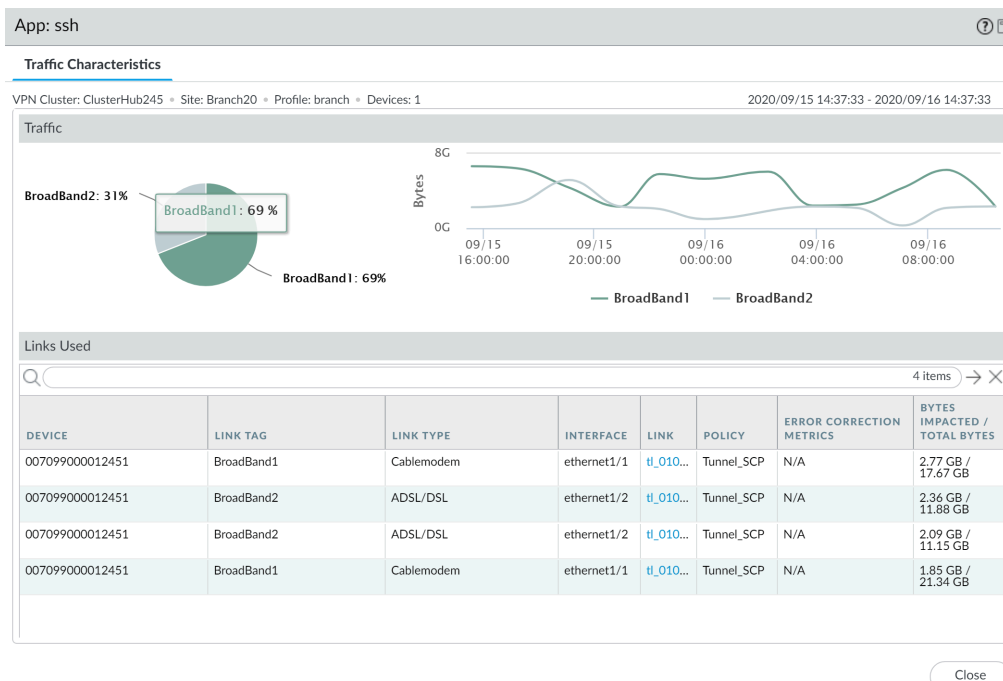 App: ssh
Traffic Characteristics
VPN Cluster: ClusterHub245 • Site: Branch20 • Profile: branch • Devices: 1
2020/09/15 14:37:33 - 2020/09/16 14:37:33
Traffic
BroadBand2: 31%
BroadBand1: 69 %
BroadBand1: 69%
8G
Bytes
0G
09/15 16:00:00
09/15 20:00:00
09/16 00:00:00
09/16 04:00:00
09/16 08:00:00
BroadBand1
BroadBand2
Links Used
4 items
DEVICE LINK TAG LINK TYPE INTERFACE LINK POLICY ERROR CORRECTION METRICS BYTES IMPACTED / TOTAL BYTES
007099000012451 BroadBand1 Cablemodem ethernet1/1 tl_010... Tunnel_SCP N/A 2.77 GB / 17.67 GB
007099000012451 BroadBand2 ADSL/DSL ethernet1/2 tl_010... Tunnel_SCP N/A 2.36 GB / 11.88 GB
007099000012451 BroadBand2 ADSL/DSL ethernet1/2 tl_010... Tunnel_SCP N/A 2.09 GB / 11.15 GB
007099000012451 BroadBand1 Cablemodem ethernet1/1 tl_010... Tunnel_SCP N/A 1.85 GB / 21.34 GB
Close